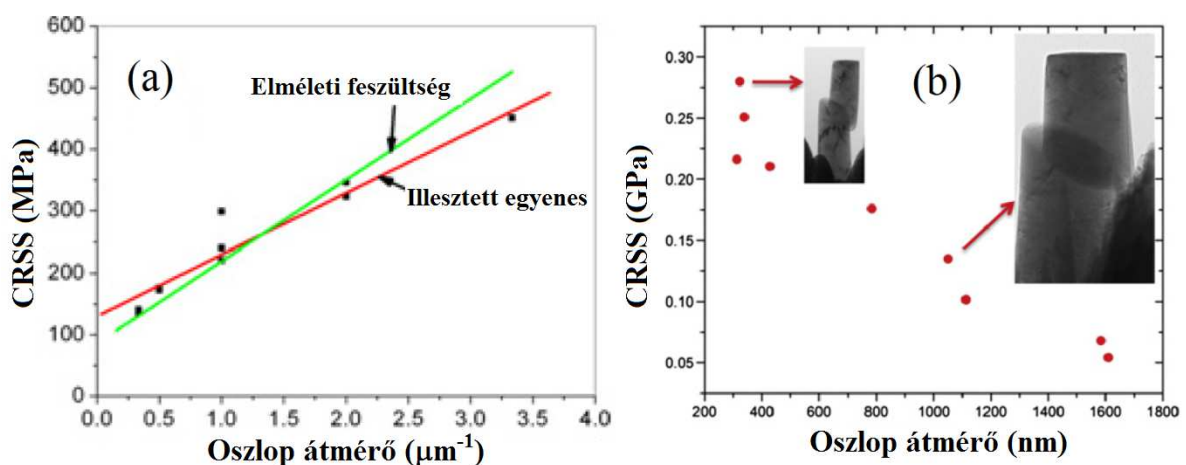 (a)
600
500
400
300
200
100
0
CRSS (MPa)
Elméleti feszültség
Illesztett egyenes
0.0 0.5 1.0 1.5 2.0 2.5 3.0 3.5 4.0
Oszlop átmérő (μm⁻¹)
(b)
0.30
0.25
0.20
0.15
0.10
0.05
CRSS (GPa)
200 400 600 800 1000 1200 1400 1600 1800
Oszlop átmérő (nm)